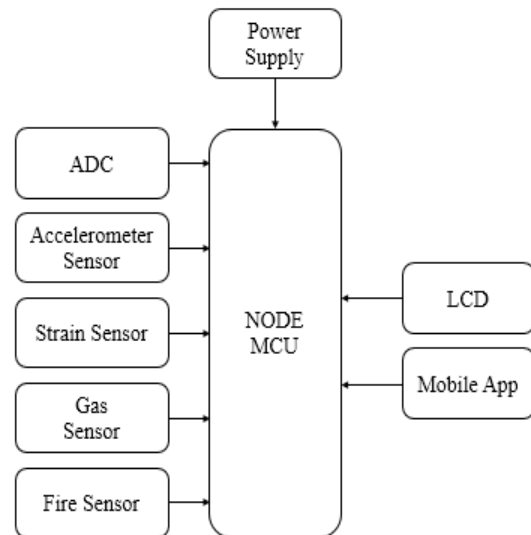 Power
Supply
ADC
Accelerometer
Sensor
Strain Sensor
Gas
Sensor
Fire Sensor
NODE
MCU
LCD
Mobile App